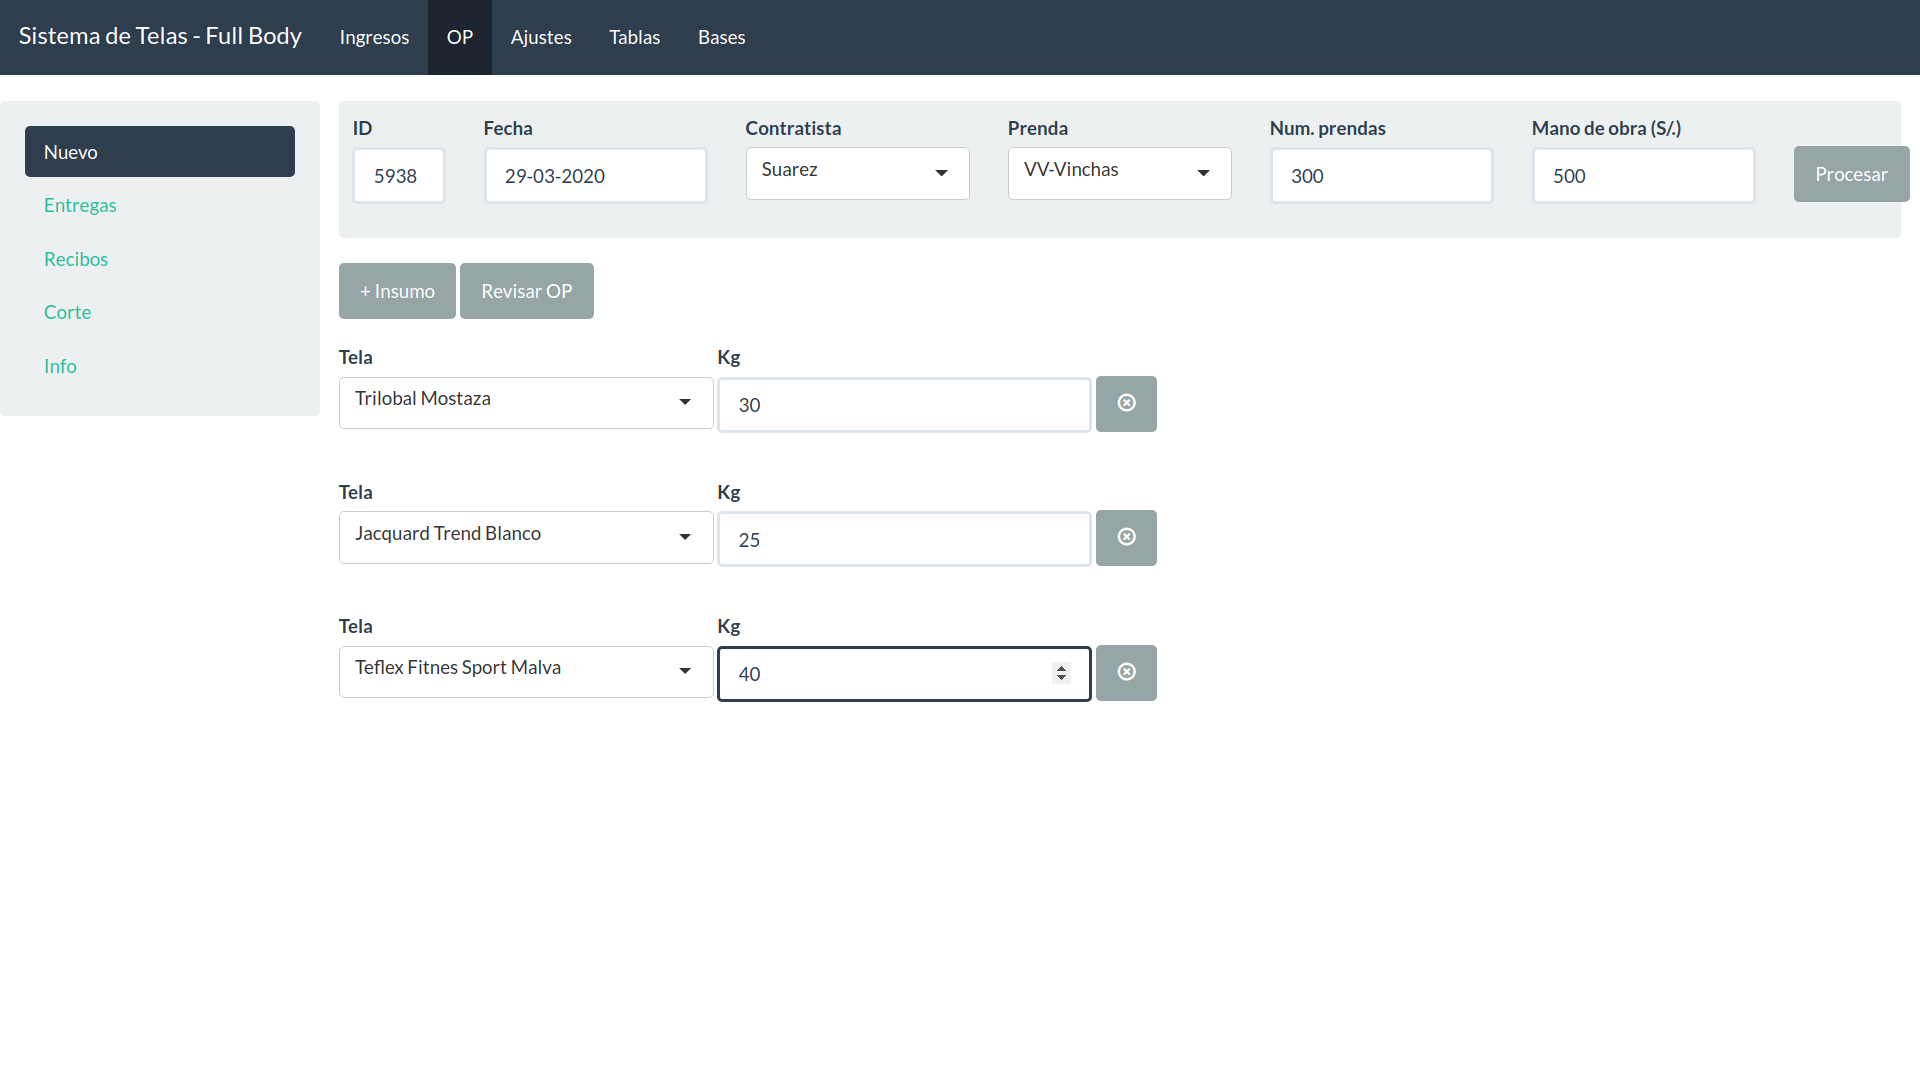 Sistema de Telas - Full Body Ingresos OP Ajustes Tablas Bases
Nuevo
Entregas
Recibos
Corte
Info
ID Fecha Contratista Prenda Num. prendas Mano de obra (S/.)
5938 29-03-2020 Suarez VV-Vinchas 300 500 Procesar
+ Insumo Revisar OP
Tela Kg
Trilobal Mostaza 30
Tela Kg
Jacquard Trend Blanco 25
Tela Kg
Teflex Fitnes Sport Malva 40